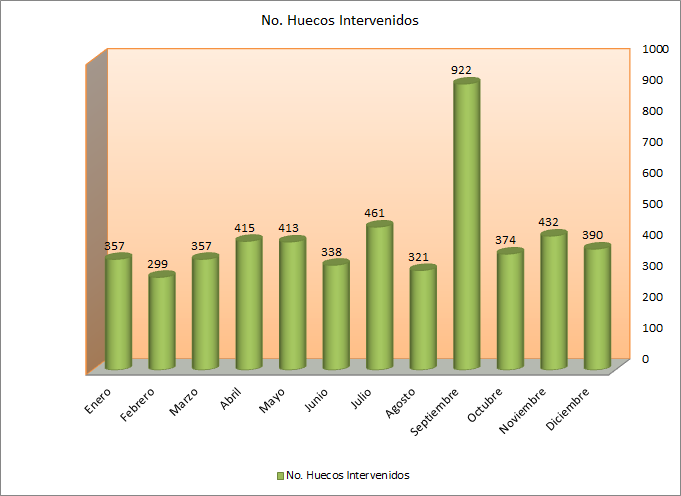 No. Huecos Intervenidos
1000
900
800
700
600
500
400
300
200
100
0
357
299
357
415
413
338
461
321
922
374
432
390
Enero
Febrero
Marzo
Abril
Mayo
Junio
Julio
Agosto
Septiembre
Octubre
Noviembre
Diciembre
No. Huecos Intervenidos